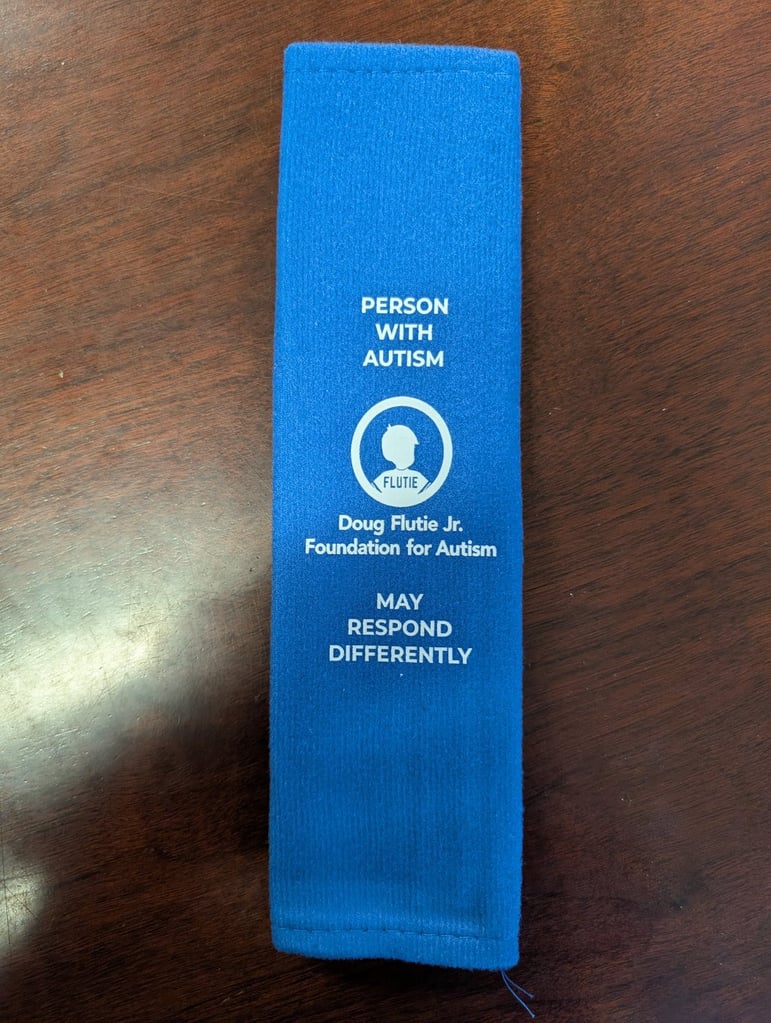 PERSON
WITH
AUTISM
FLUTIE
Doug Flutie Jr.
Foundation for Autism
MAY
RESPOND
DIFFERENTLY